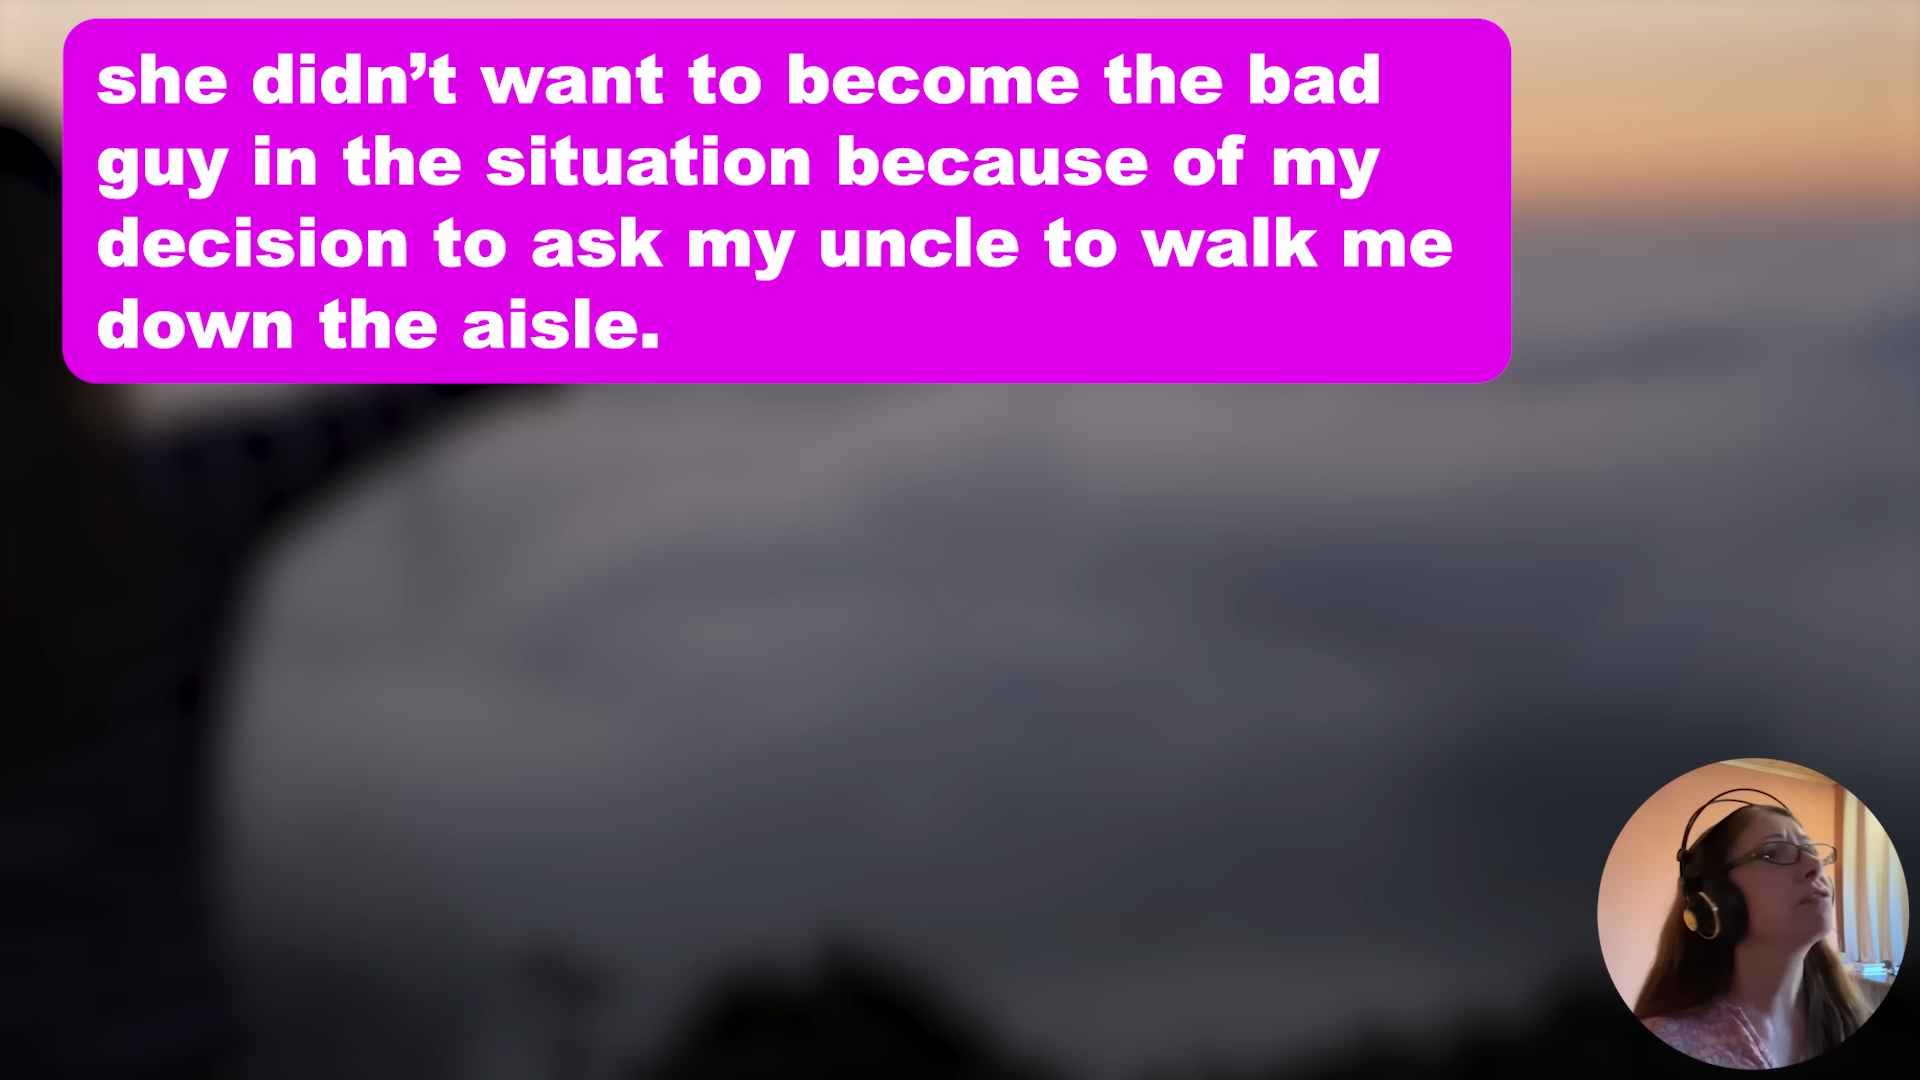 she didn’t want to become the bad
guy in the situation because of my
decision to ask my uncle to walk me
down the aisle.